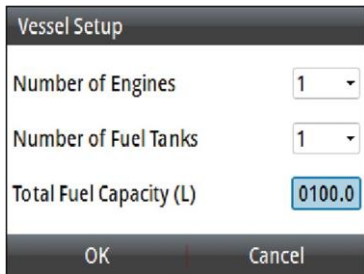 Vessel Setup
Number of Engines 1
Number of Fuel Tanks 1
Total Fuel Capacity (L) 0100.0
OK Cancel